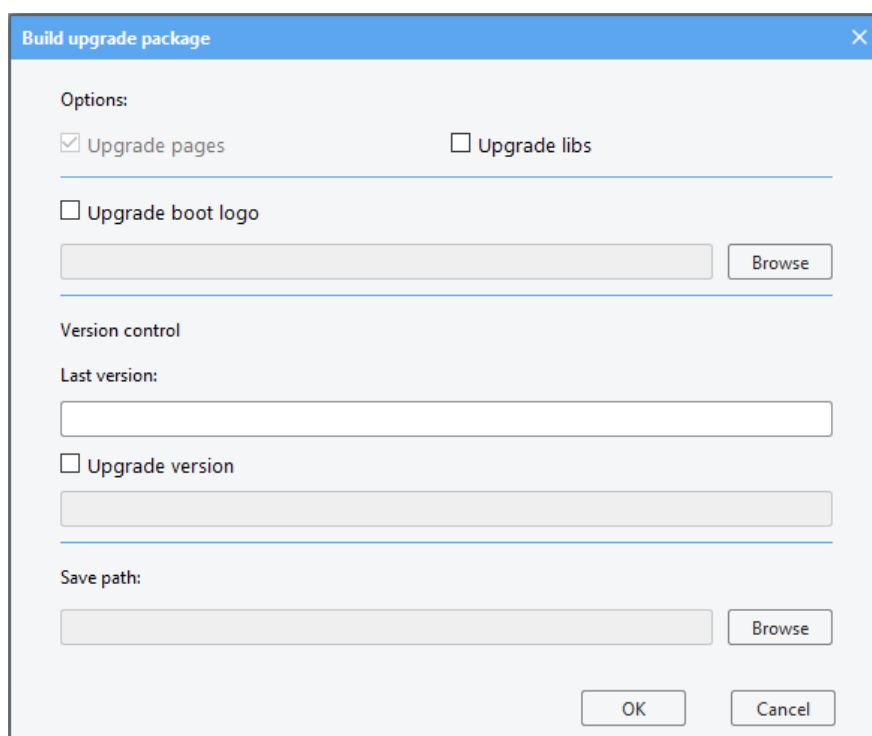 Build upgrade package
Options:
Upgrade pages Upgrade libs
Upgrade boot logo
Browse
Version control
Last version:
Upgrade version
Save path:
Browse
OK Cancel